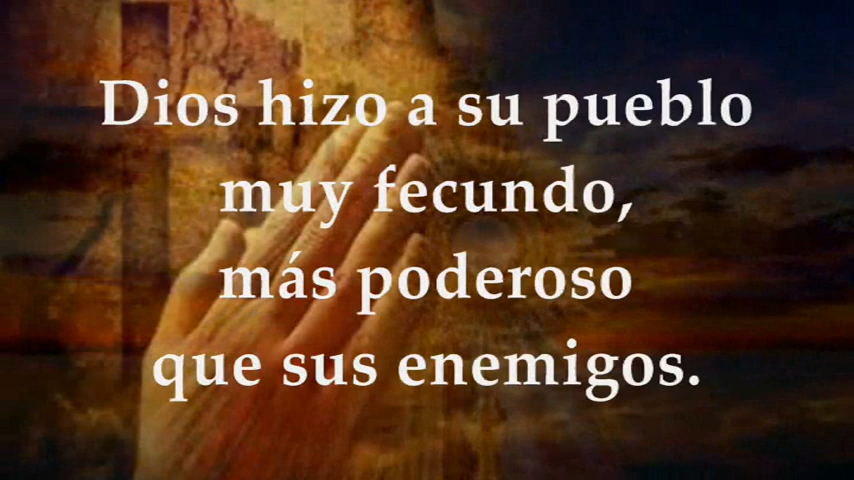 Dios hizo a su pueblo
muy fecundo,
más poderoso
que sus enemigos.